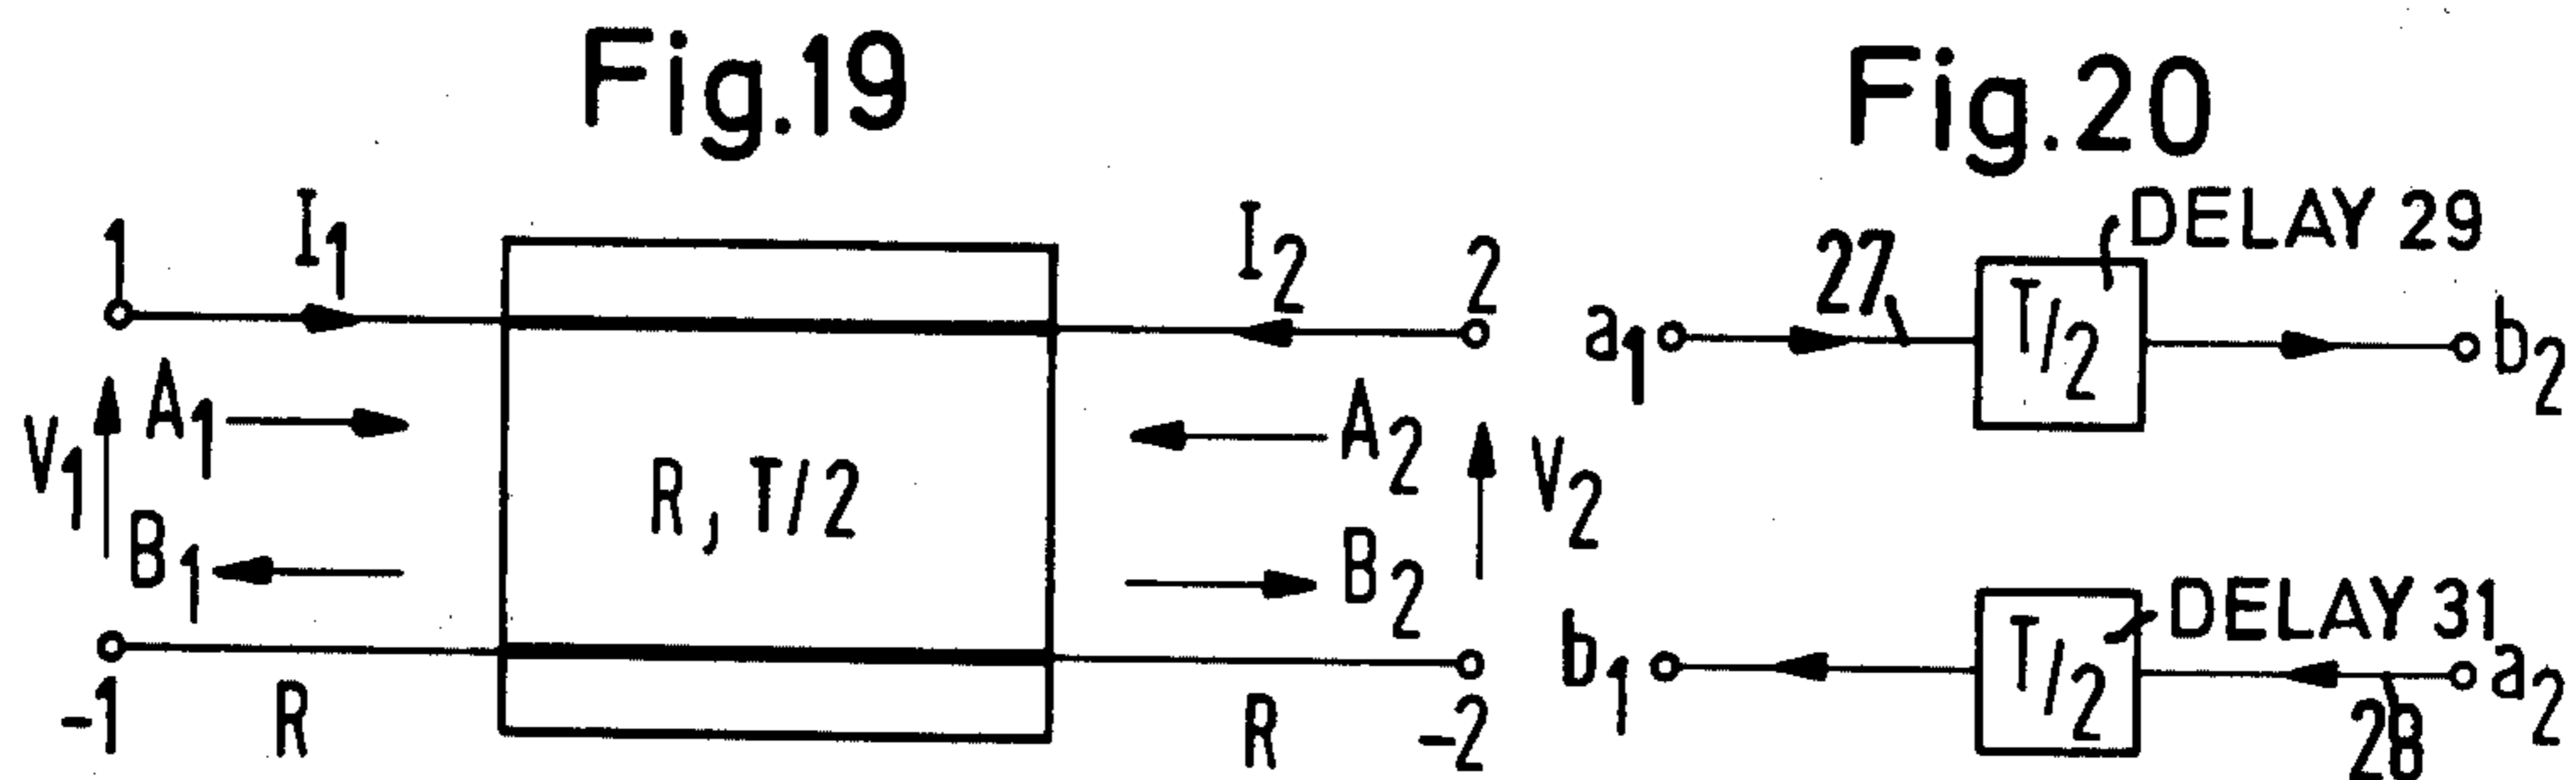 Fig.19
1
I1
I2
2
V1
A1
B1
R, T/2
A2
B2
V2
-1
R
R
-2
Fig.20
a1
27
T/2
DELAY 29
b2
b1
T/2
DELAY 31
28
a2